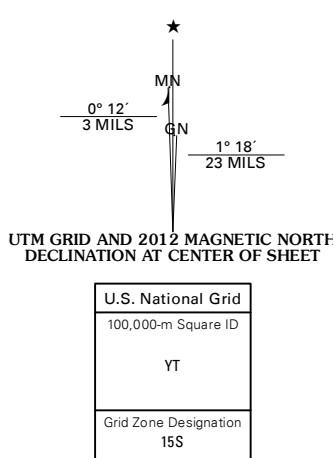 ★
MN
0° 12´
3 MILS
GN
1° 18´
23 MILS
UTM GRID AND 2012 MAGNETIC NORTH
DECLINATION AT CENTER OF SHEET
U.S. National Grid
100,000-m Square ID
YT
Grid Zone Designation
15S